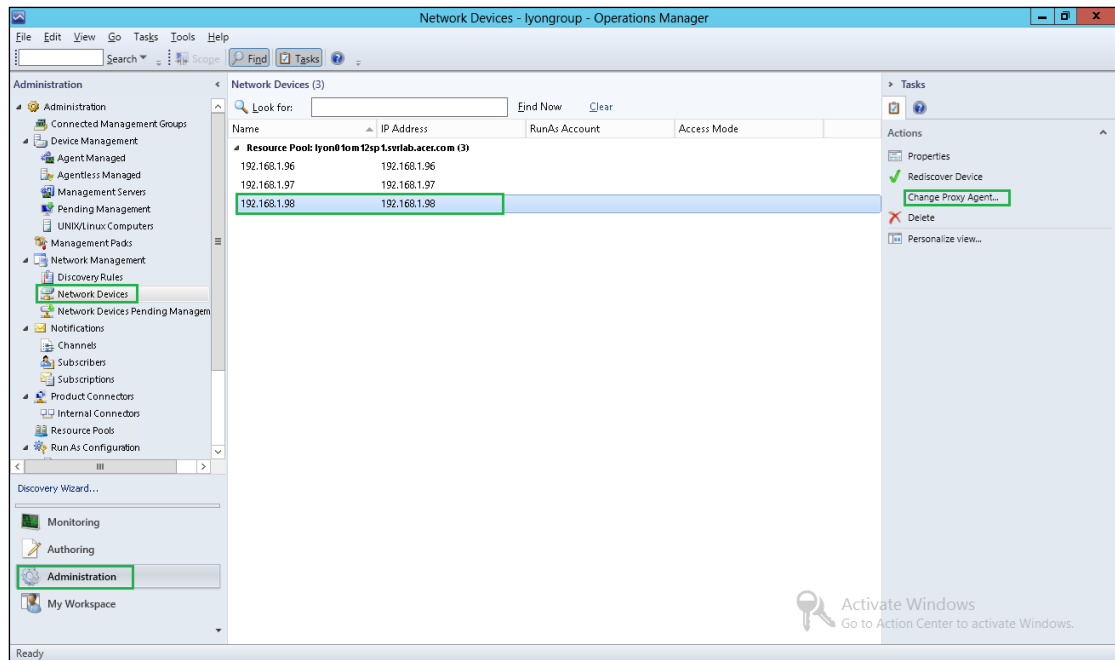 Network Devices - lyongroup - Operations Manager
File Edit View Go Tasks Tools Help
Search Scope Find Tasks
Administration
Administration
Connected Management Groups
Device Management
Agent Managed
Agentless Managed
Management Servers
Pending Management
UNIX/Linux Computers
Management Packs
Network Management
Discovery Rules
Network Devices
Network Devices Pending Managem
Notifications
Channels
Subscribers
Subscriptions
Product Connectors
Internal Connectors
Resource Pools
Run As Configuration
Discovery Wizard...
Monitoring
Authoring
Administration
My Workspace
Network Devices (3)
Look for: Find Now Clear
Name IP Address RunAs Account Access Mode
Resource Pool: lyon01om12sp1.svrlab.acer.com (3)
192.168.1.96 192.168.1.96
192.168.1.97 192.168.1.97
192.168.1.98 192.168.1.98
Tasks
Actions
Properties
Rediscover Device
Change Proxy Agent...
Delete
Personalize view...
Activate Windows
Go to Action Center to activate Windows.
Ready